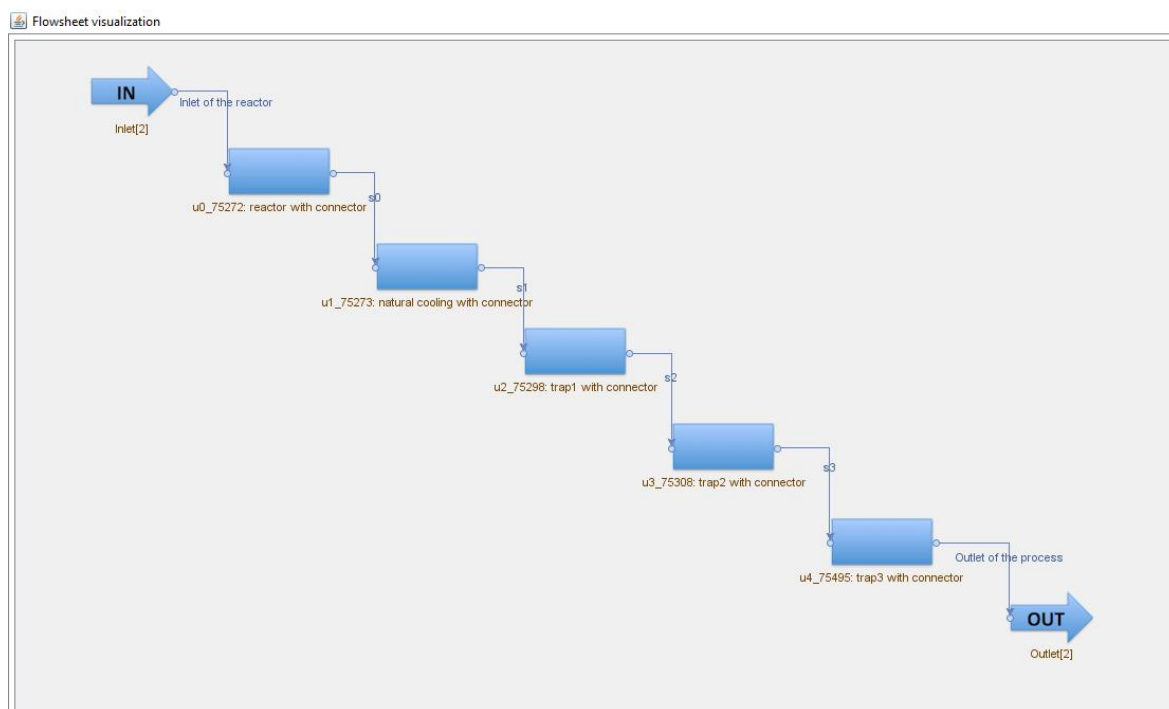 Flowsheet visualization
IN
Inlet of the reactor
Inlet[2]
u0_75272: reactor with connector
s0
u1_75273: natural cooling with connector
s1
u2_75298: trap1 with connector
s2
u3_75308: trap2 with connector
s3
u4_75495: trap3 with connector
Outlet of the process
OUT
Outlet[2]